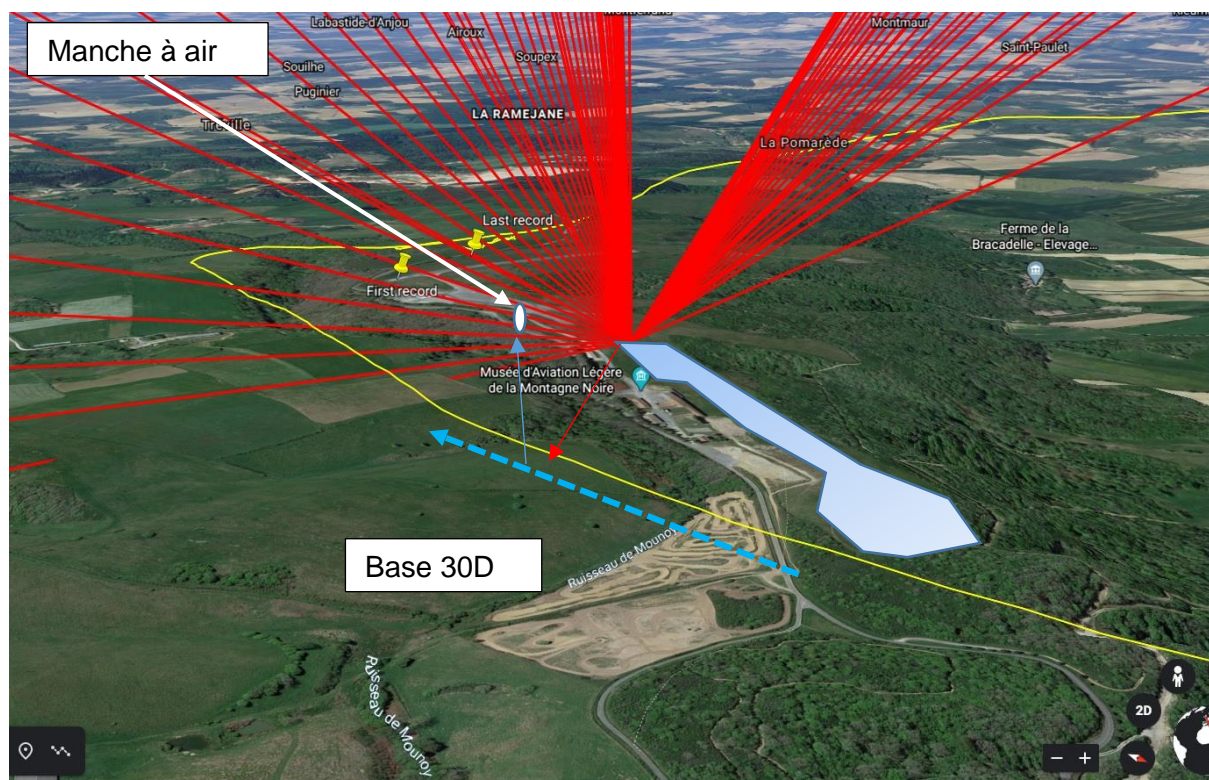 Labastide-d'Anjou
Airoux
Montmaur
Manche à air
Soupex
Saint-Paulet
Souilhe
Puginier
LA RAMEJANE
Tréville
La Pomarède
Last record
Ferme de la
Bracadelle - Elevage...
First record
Musée d'Aviation Légère
de la Montagne Noire
Ruisseau de Mounoy
Base 30D
Ruisseau de Mounoy
2D